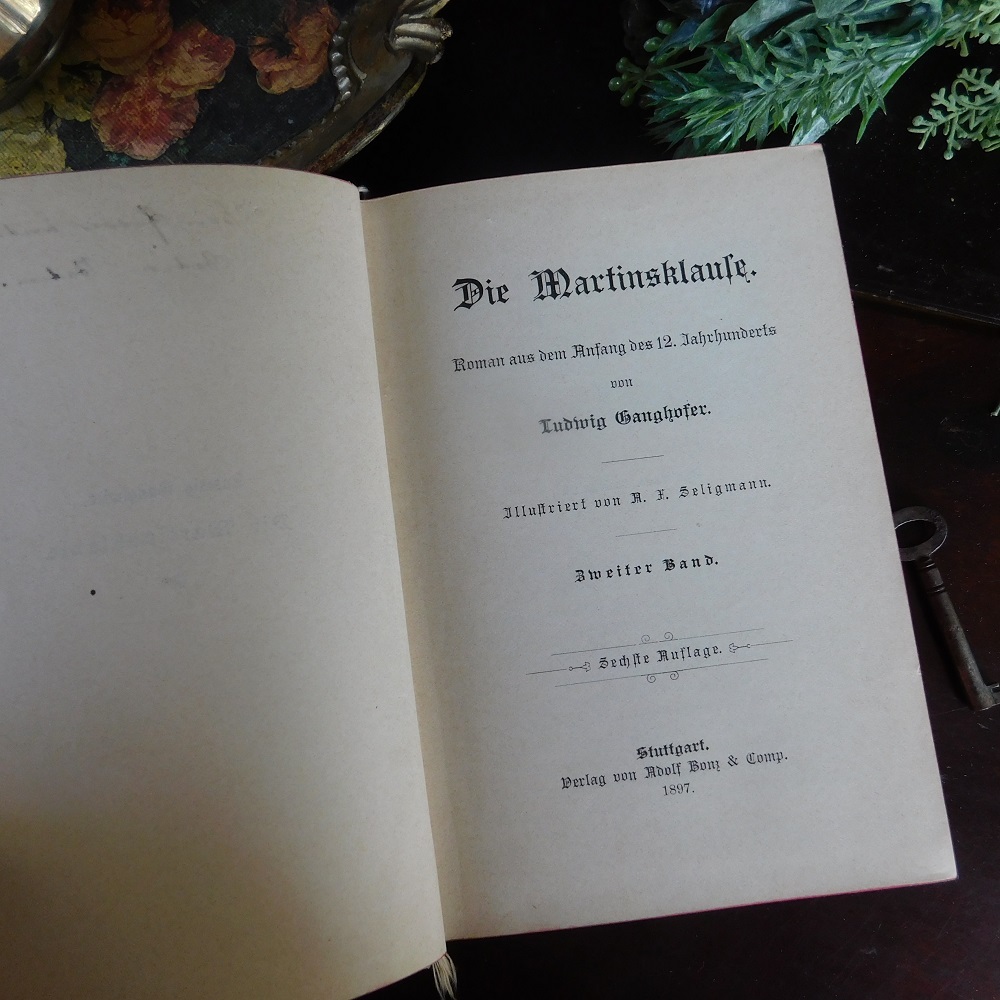 Die Martinsklauſe.
Roman aus dem Anfang des 12. Jahrhunderts
von
Ludwig Ganghofer.
Illuſtriert von A. F. Seligmann.
Zweiter Band.
Sechſte Auflage.
Stuttgart.
Verlag von Adolf Bonz & Comp.
1897.